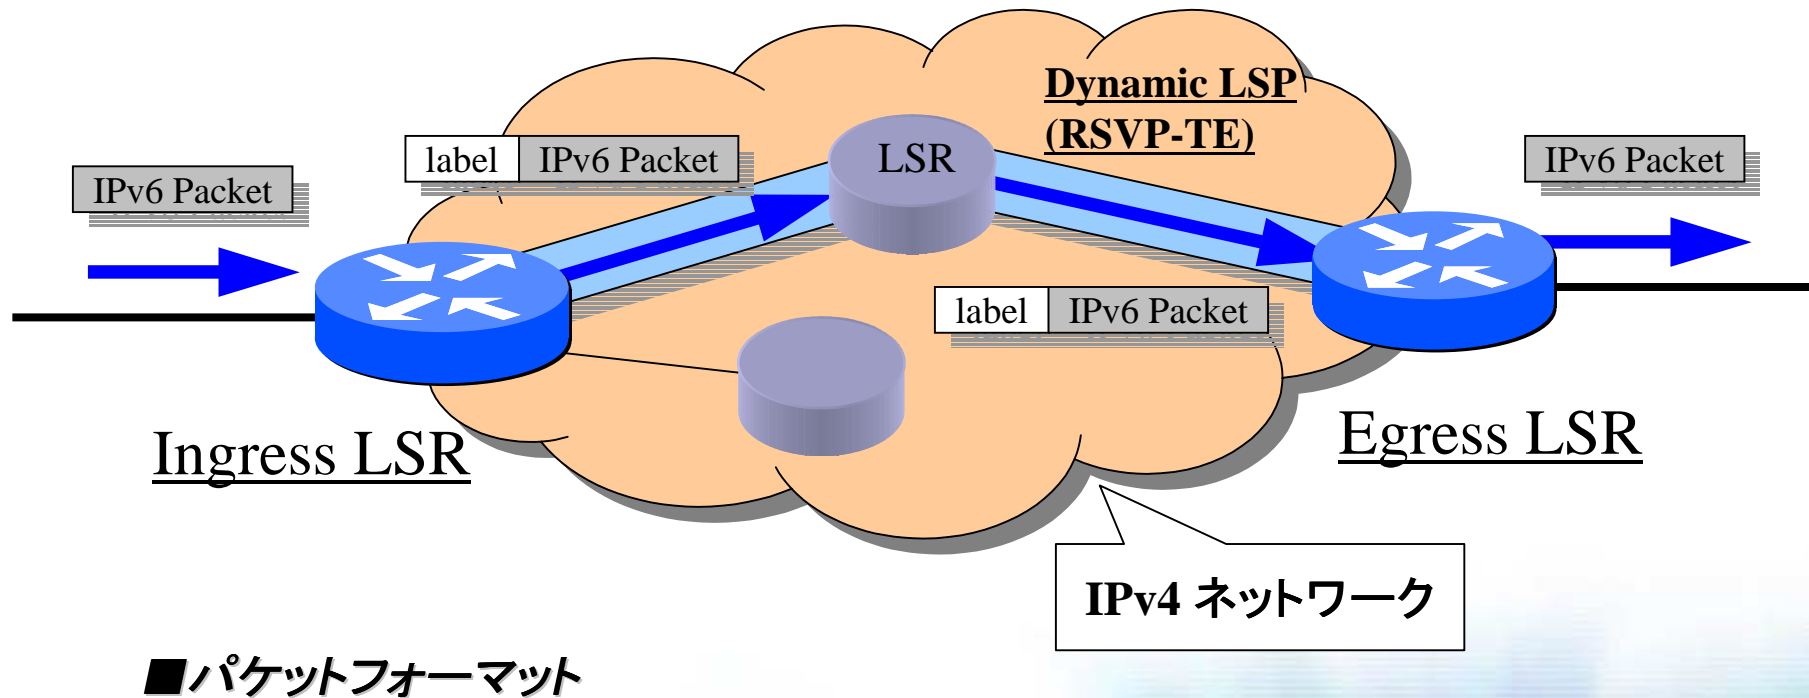 Dynamic LSP
(RSVP-TE)
label IPv6 Packet
LSR
IPv6 Packet
IPv6 Packet
label IPv6 Packet
Ingress LSR
Egress LSR
IPv4 ネットワーク
■パケットフォーマット